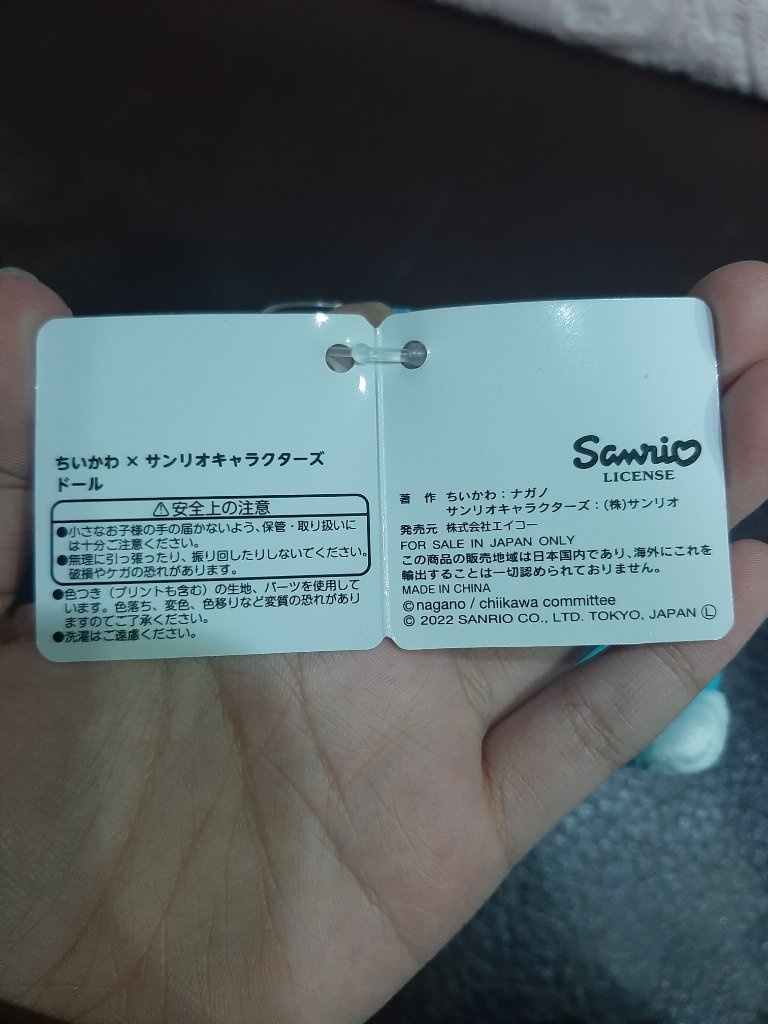 ちいかわ × サンリオキャラクターズ
ドール
⚠安全上の注意
●小さなお子様の手の届かないよう、保管・取り扱いに
は十分ご注意ください。
●無理に引っ張ったり、振り回したりしないでください。
破損やケガの恐れがあります。
●色つき（プリントも含む）の生地、パーツを使用して
います。色落ち、変色、色移りなど変質の恐れがあり
ますのでご了承ください。
●洗濯はご遠慮ください。
Sanrio
LICENSE
著 作 ちいかわ：ナガノ
サンリオキャラクターズ：(株)サンリオ
発売元 株式会社エイコー
FOR SALE IN JAPAN ONLY
この商品の販売地域は日本国内であり、海外にこれを
輸出することは一切認められておりません。
MADE IN CHINA
©nagano / chiikawa committee
© 2022 SANRIO CO., LTD. TOKYO, JAPAN Ⓛ